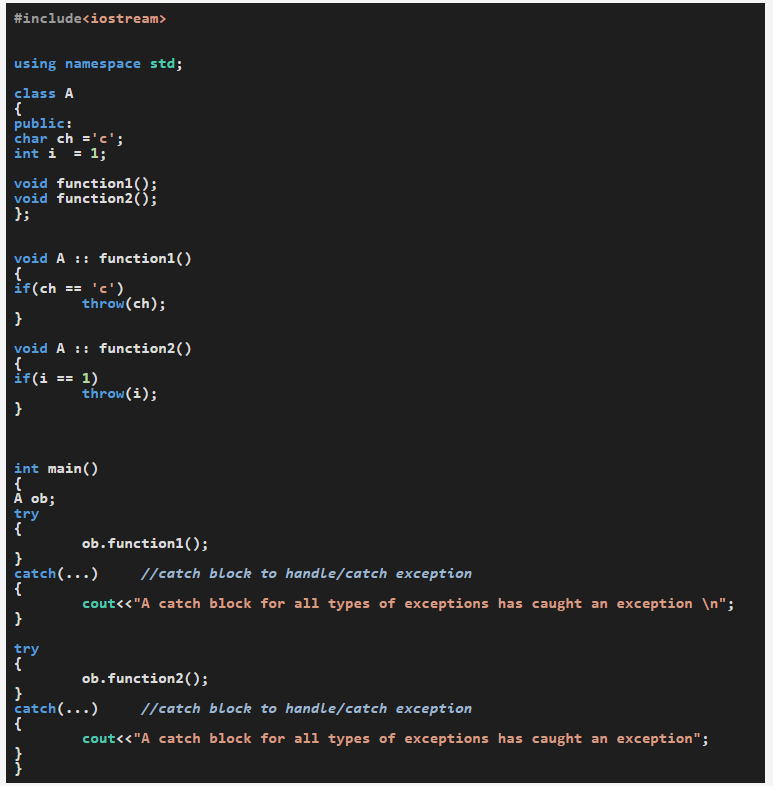 #include<iostream>
using namespace std;
class A
{
public:
char ch ='c';
int i  = 1;
void function1();
void function2();
};
void A :: function1()
{
if(ch == 'c')
        throw(ch);
}
void A :: function2()
{
if(i == 1)
        throw(i);
}
int main()
{
A ob;
try
{
        ob.function1();
}
catch(...)     //catch block to handle/catch exception
{
        cout<<"A catch block for all types of exceptions has caught an exception \n";
}
try
{
        ob.function2();
}
catch(...)     //catch block to handle/catch exception
{
        cout<<"A catch block for all types of exceptions has caught an exception";
}
}